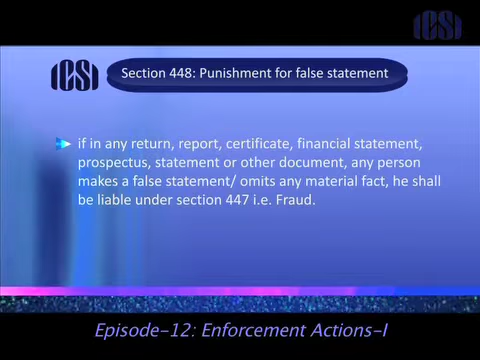 ICSI
ICSI
Section 448: Punishment for false statement
if in any return, report, certificate, financial statement,
prospectus, statement or other document, any person
makes a false statement/ omits any material fact, he shall
be liable under section 447 i.e. Fraud.
Episode-12: Enforcement Actions-I